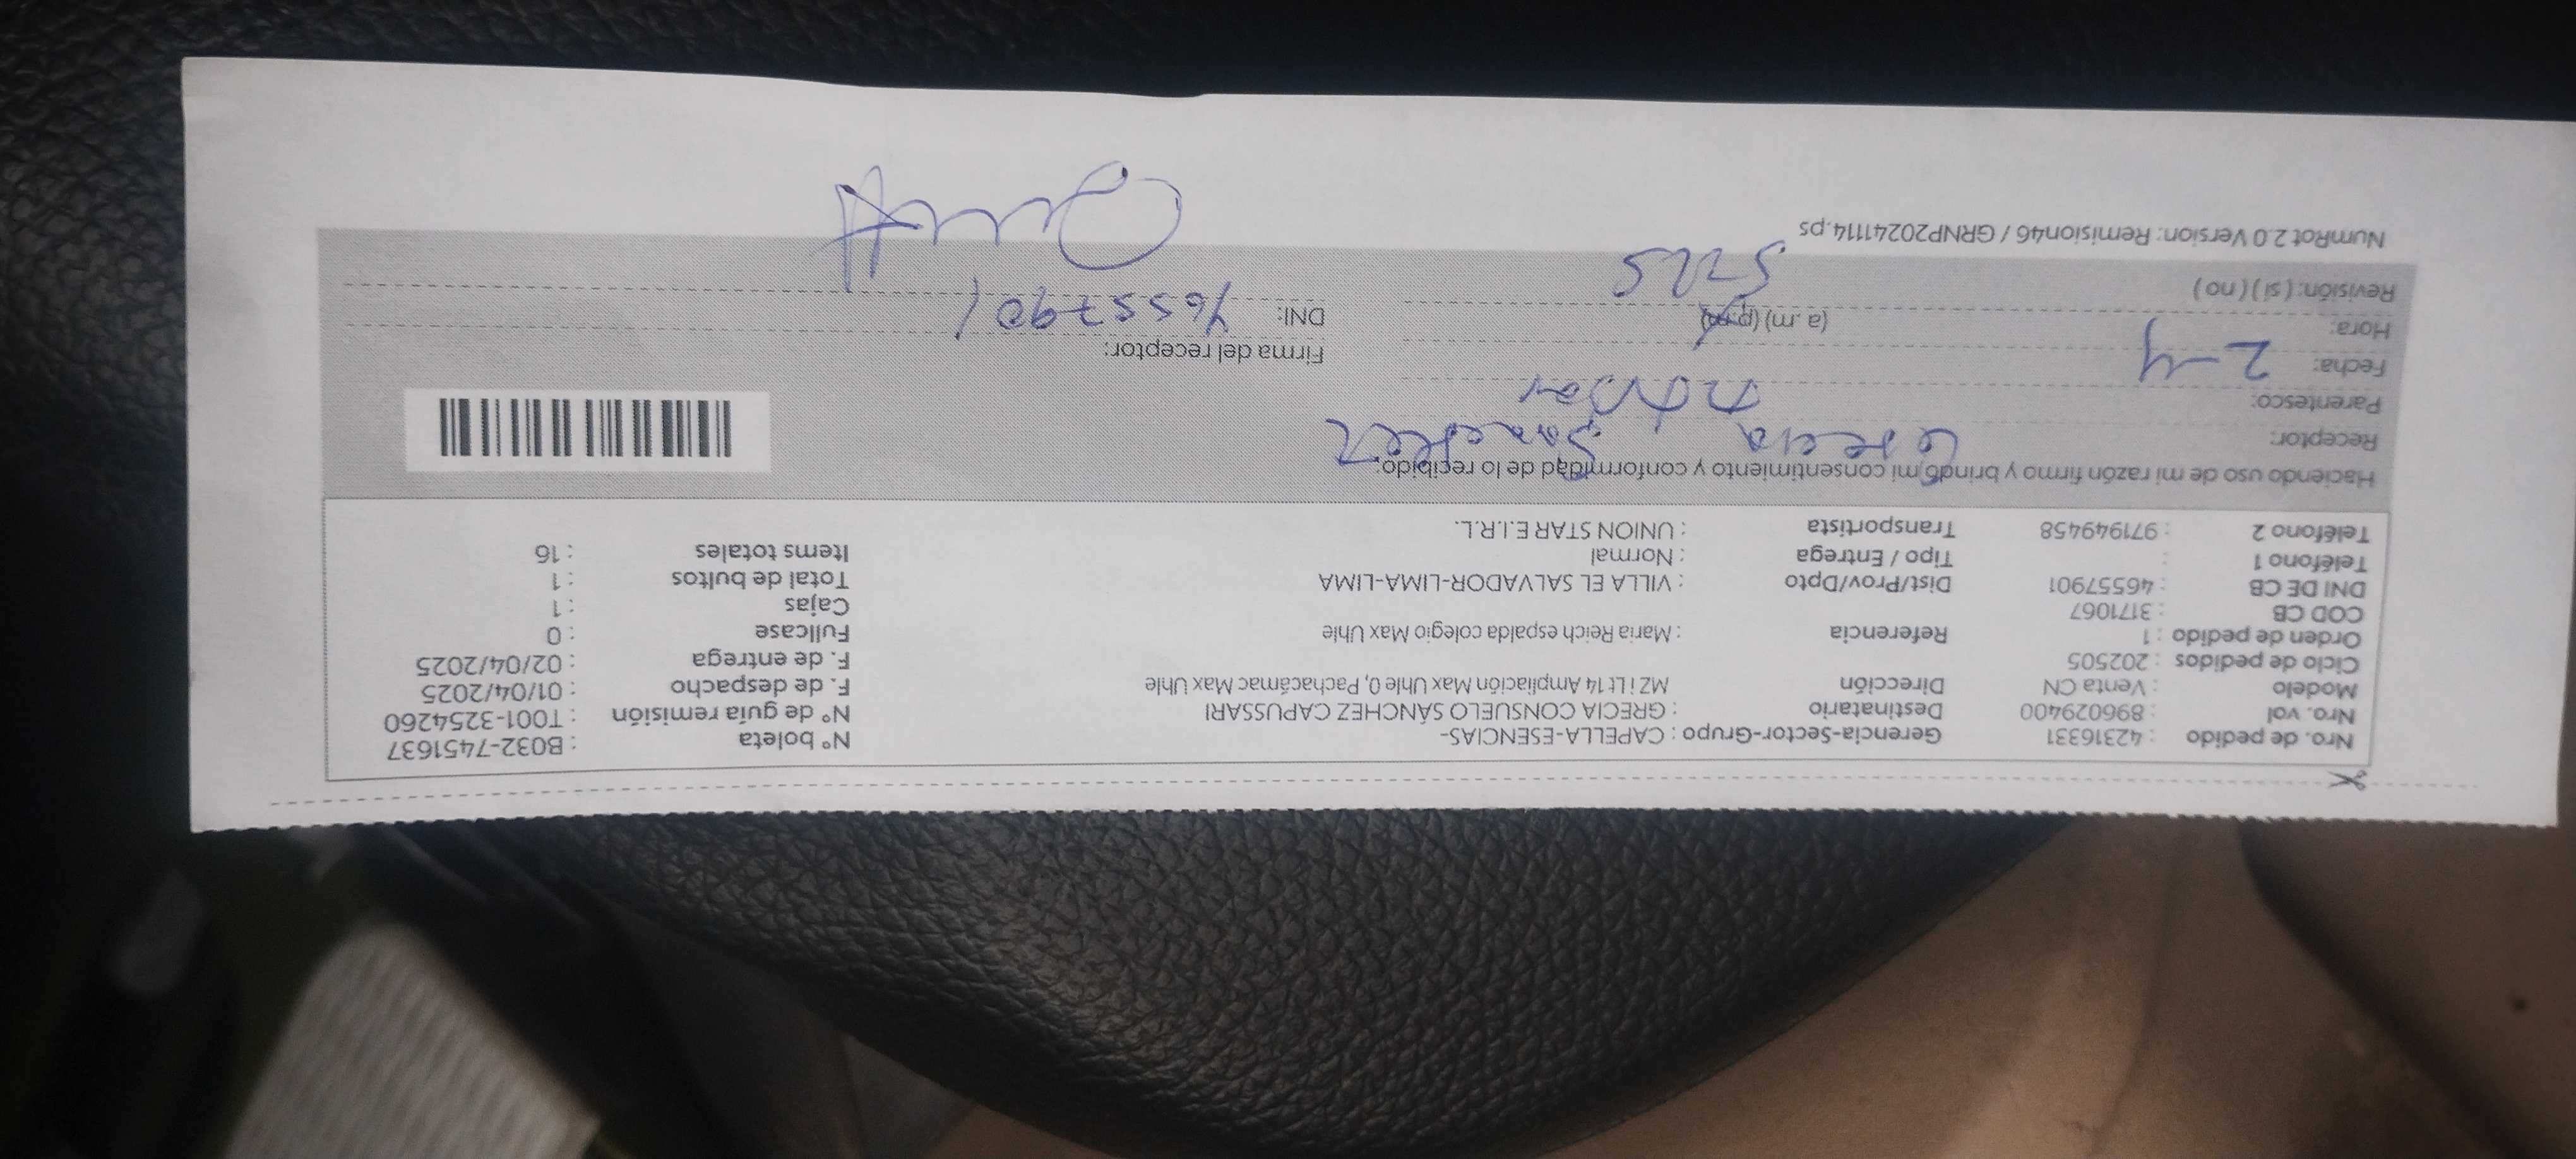 Nro. de pedido : 42316331 Gerencia-Sector-Grupo : CAPELLA-ESENCIAS- N° boleta : B032-7451637
Nro. vol : 896029400 Destinatario : GRECIA CONSUELO SÁNCHEZ CAPUSSARI N° de guía remisión : T001-3254260
Modelo : Venta CN Dirección MZ i Lt 14 Ampliación Max Uhle 0, Pachacámac Max Uhle F. de despacho : 01/04/2025
Ciclo de pedidos : 202505 F. de entrega : 02/04/2025
Orden de pedido : 1 Referencia : Maria Reich espalda colegio Max Uhle Fullcase : 0
COD CB : 3171067 Cajas : 1
DNI DE CB : 46557901 Dist/Prov/Dpto : VILLA EL SALVADOR-LIMA-LIMA Total de bultos : 1
Teléfono 1 : Tipo / Entrega : Normal Items totales : 16
Teléfono 2 : 971949458 Transportista : UNION STAR E.I.R.L.
Haciendo uso de mi razón firmo y brindo mi consentimiento y conformidad de lo recibido:
Receptor: Grecia Sanchez
Parentesco: titular
Fecha: 2-4 Firma del receptor:
Hora: (a. m) (p.m) DNI: 46557901
Revisión: ( si ) ( no )
NumRot 2.0 Version: Remision46 / GRNP20241114.ps